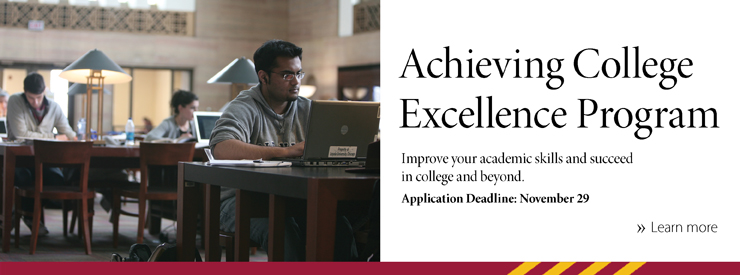 Achieving College
Excellence Program
Improve your academic skills and succeed
in college and beyond.
Application Deadline: November 29
» Learn more